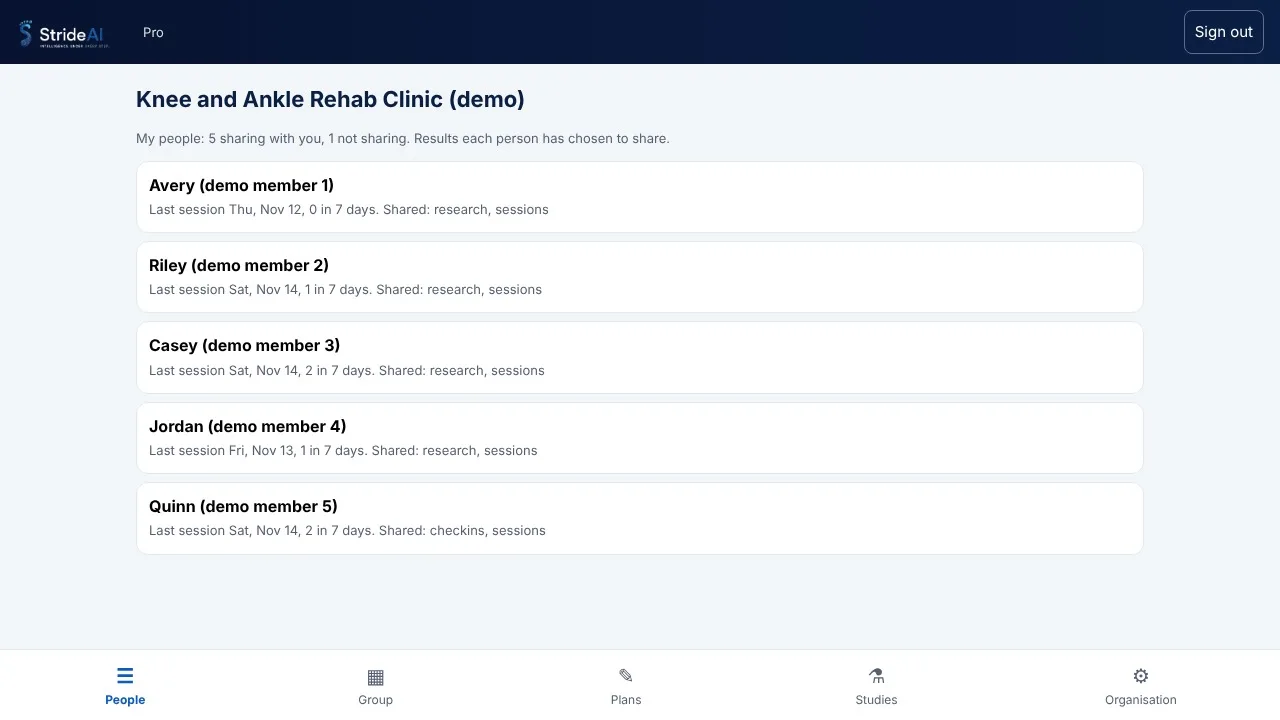 StrideAI
Pro
Sign out
Knee and Ankle Rehab Clinic (demo)
My people: 5 sharing with you, 1 not sharing. Results each person has chosen to share.
Avery (demo member 1)
Last session Thu, Nov 12, 0 in 7 days. Shared: research, sessions
Riley (demo member 2)
Last session Sat, Nov 14, 1 in 7 days. Shared: research, sessions
Casey (demo member 3)
Last session Sat, Nov 14, 2 in 7 days. Shared: research, sessions
Jordan (demo member 4)
Last session Fri, Nov 13, 1 in 7 days. Shared: research, sessions
Quinn (demo member 5)
Last session Sat, Nov 14, 2 in 7 days. Shared: checkins, sessions
People
Group
Plans
Studies
Organisation